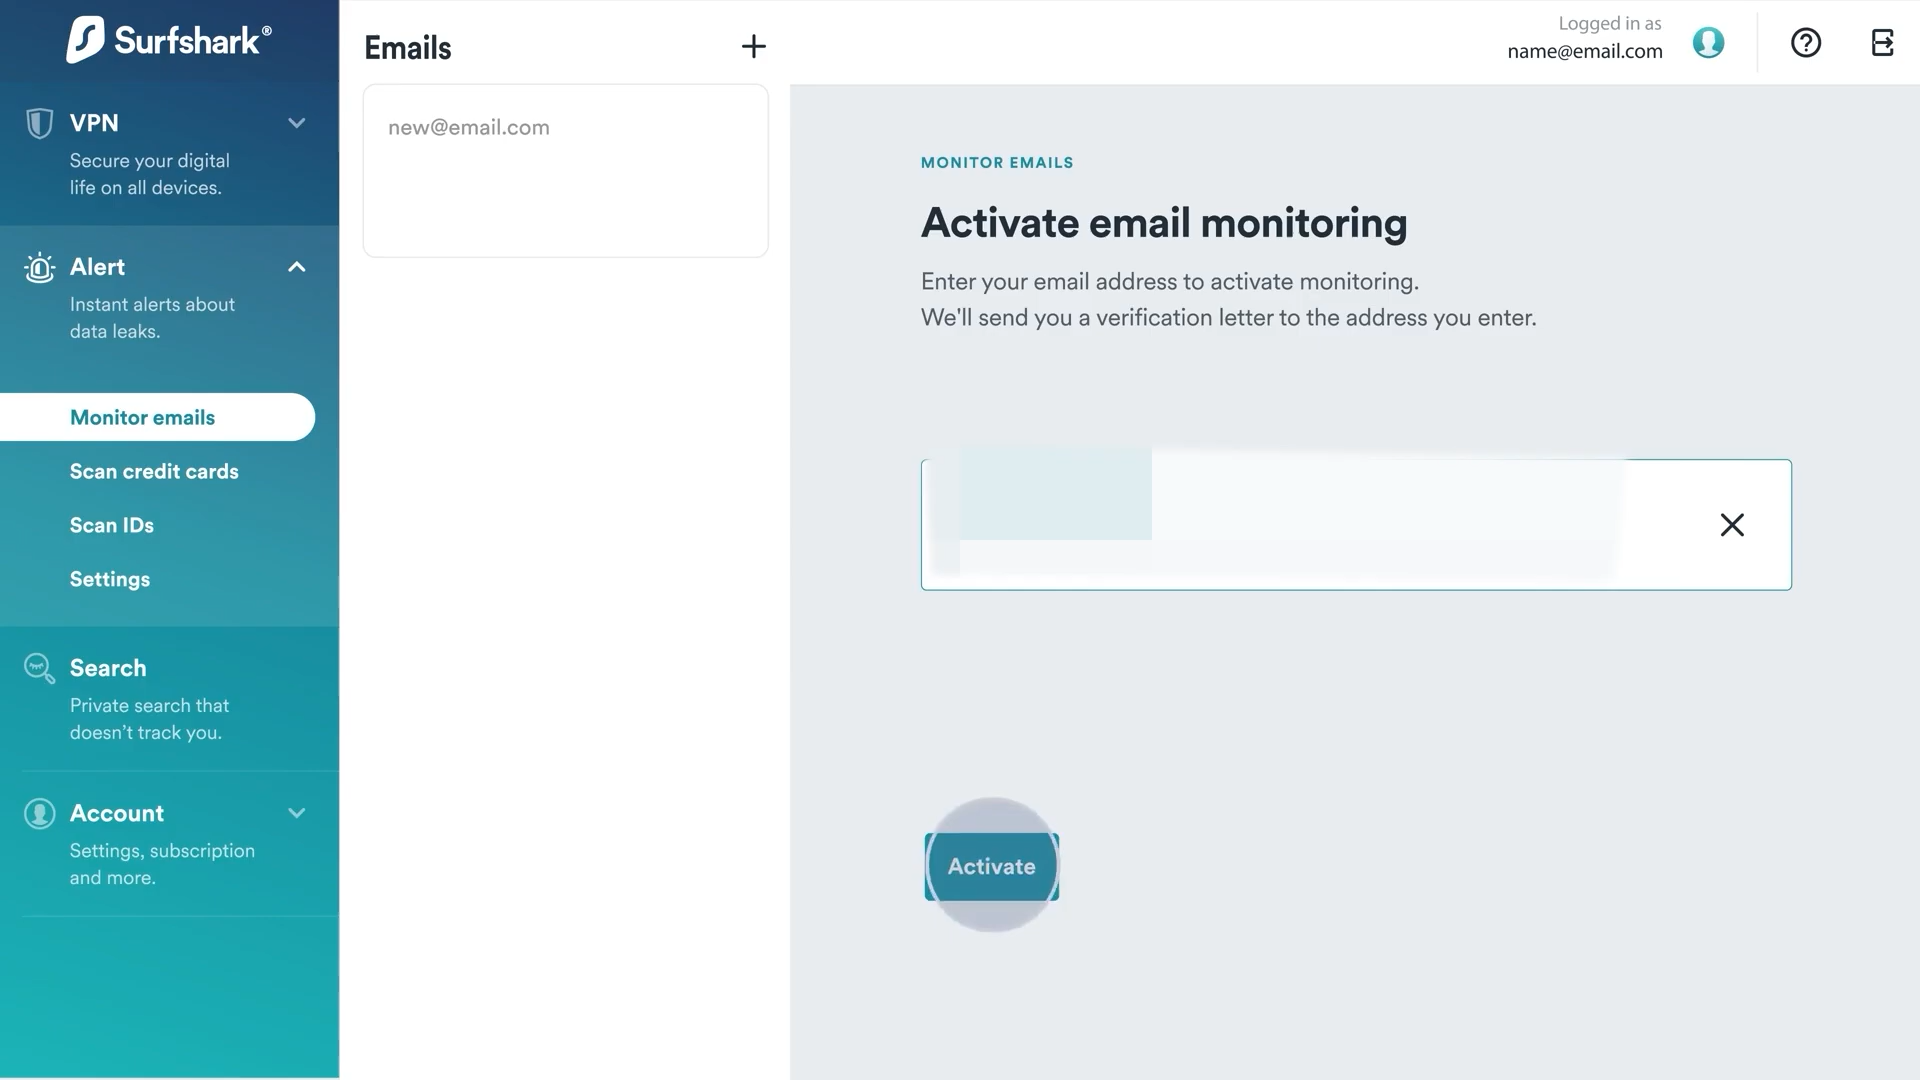 Surfshark®
VPN
Secure your digital
life on all devices.
Alert
Instant alerts about
data leaks.
Monitor emails
Scan credit cards
Scan IDs
Settings
Search
Private search that
doesn't track you.
Account
Settings, subscription
and more.
Emails
new@email.com
Logged in as
name@email.com
MONITOR EMAILS
Activate email monitoring
Enter your email address to activate monitoring.
We'll send you a verification letter to the address you enter.
Activate